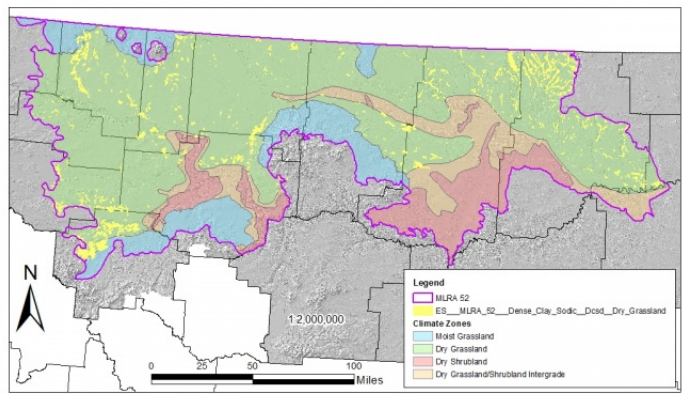 N
1:2,000,000
0 25 50 100
Miles
Legend
MLRA 52
ES___MLRA_52___Dense_Clay_Sodic__Dcsd__Dry_Grassland
Climate Zones
Moist Grassland
Dry Grassland
Dry Shrubland
Dry Grassland/Shrubland Intergrade